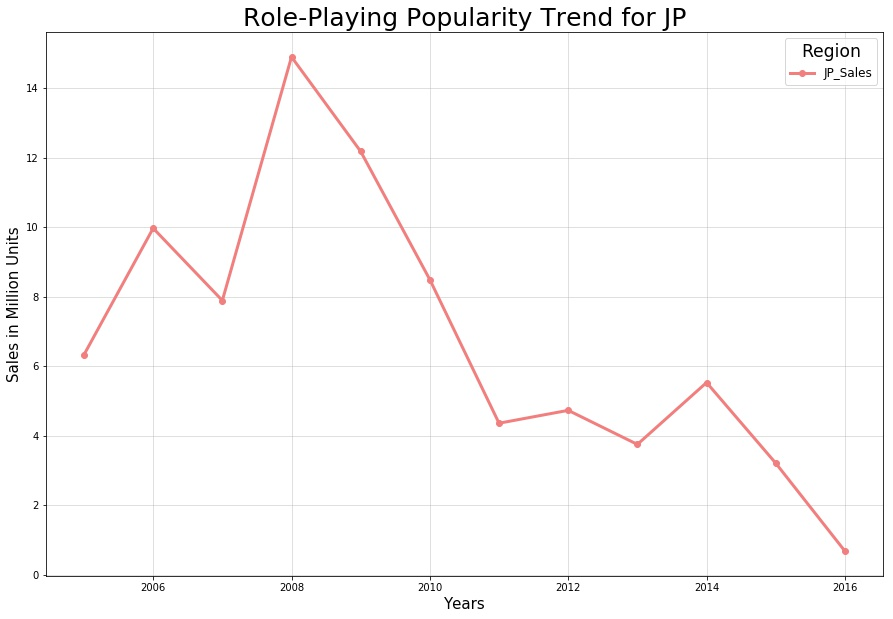 Role-Playing Popularity Trend for JP
Region
JP_Sales
Sales in Million Units
14
12
10
8
6
4
2
0
2006 2008 2010 2012 2014 2016
Years